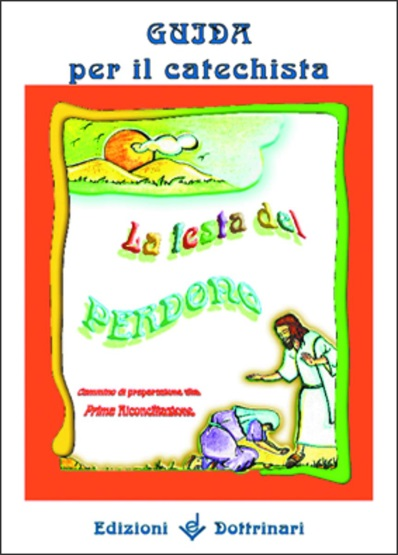 GUIDA
per il catechista
La festa del
PERDONO
Cammino di preparazione alla
Prima Riconciliazione.
Edizioni Dottrinari